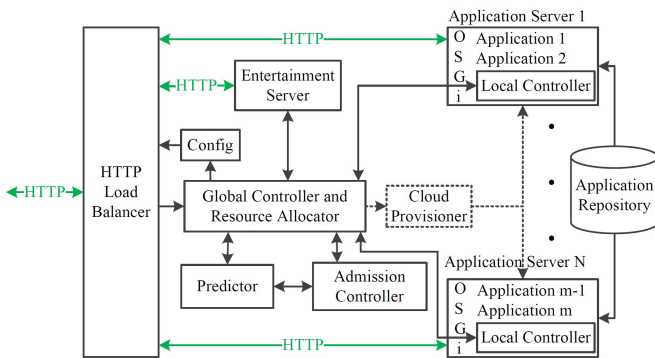 Application Server 1
HTTP
O
S
G
i
Application 1
Application 2
Local Controller
Entertainment
Server
HTTP
Config
HTTP
HTTP
Load
Balancer
Global Controller and
Resource Allocator
Cloud
Provisioner
Application
Repository
Predictor
Admission
Controller
Application Server N
O
S
G
i
Application m-1
Application m
Local Controller
HTTP